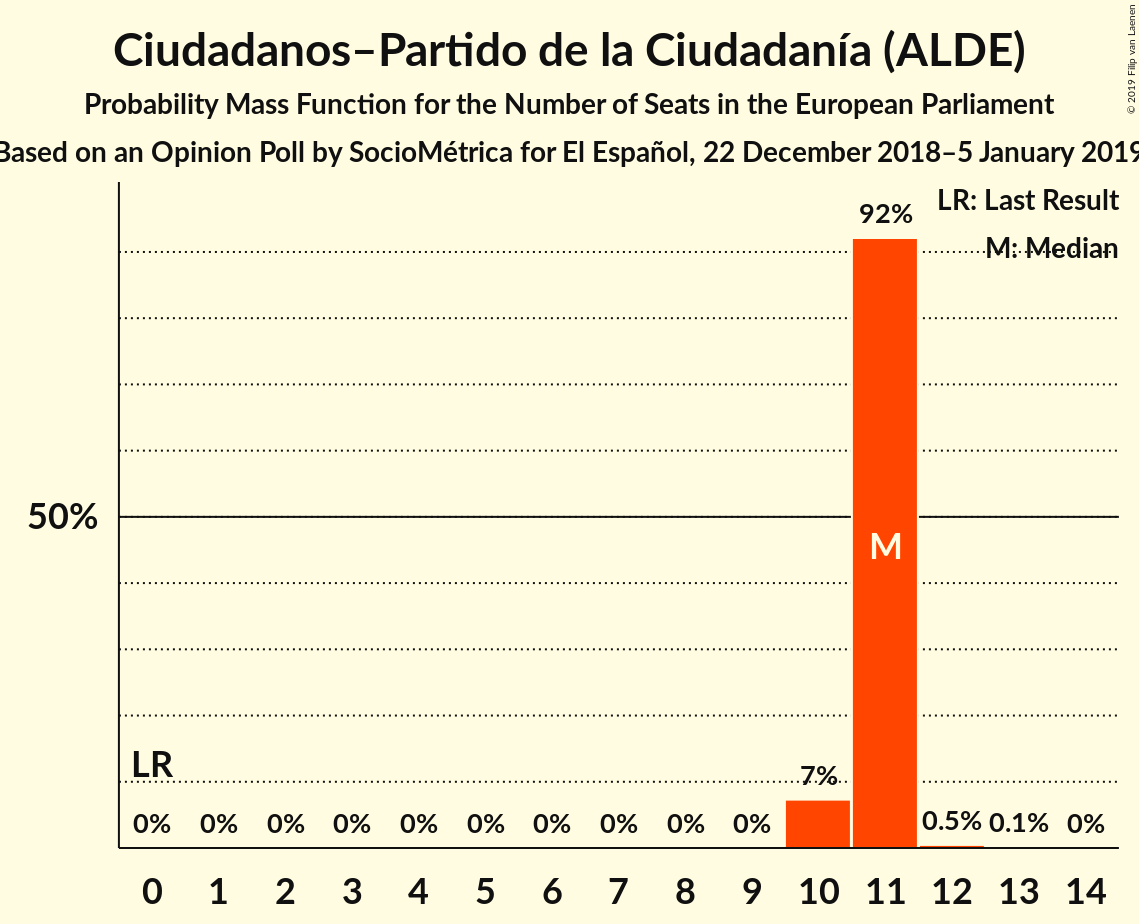 Ciudadanos–Partido de la Ciudadanía (ALDE)
Probability Mass Function for the Number of Seats in the European Parliament
Based on an Opinion Poll by SocioMétrica for El Español, 22 December 2018–5 January 2019
© 2019 Filip van Laenen
LR: Last Result
M: Median
92%
50%
M
LR
7%
0% 0% 0% 0% 0% 0% 0% 0% 0% 0% 0.5% 0.1% 0%
0 1 2 3 4 5 6 7 8 9 10 11 12 13 14